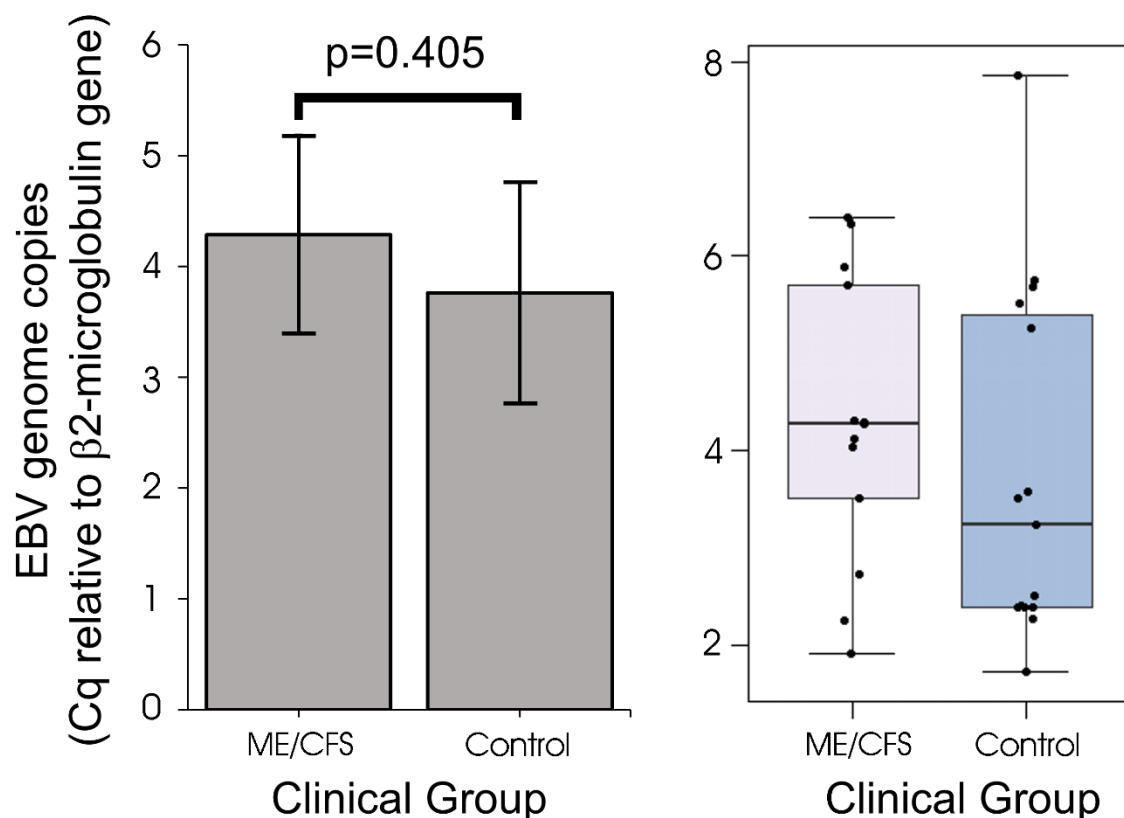 EBV genome copies
(Cq relative to β2-microglobulin gene)
6
5
4
3
2
1
0
p=0.405
ME/CFS
Control
Clinical Group
8
6
4
2
ME/CFS
Control
Clinical Group